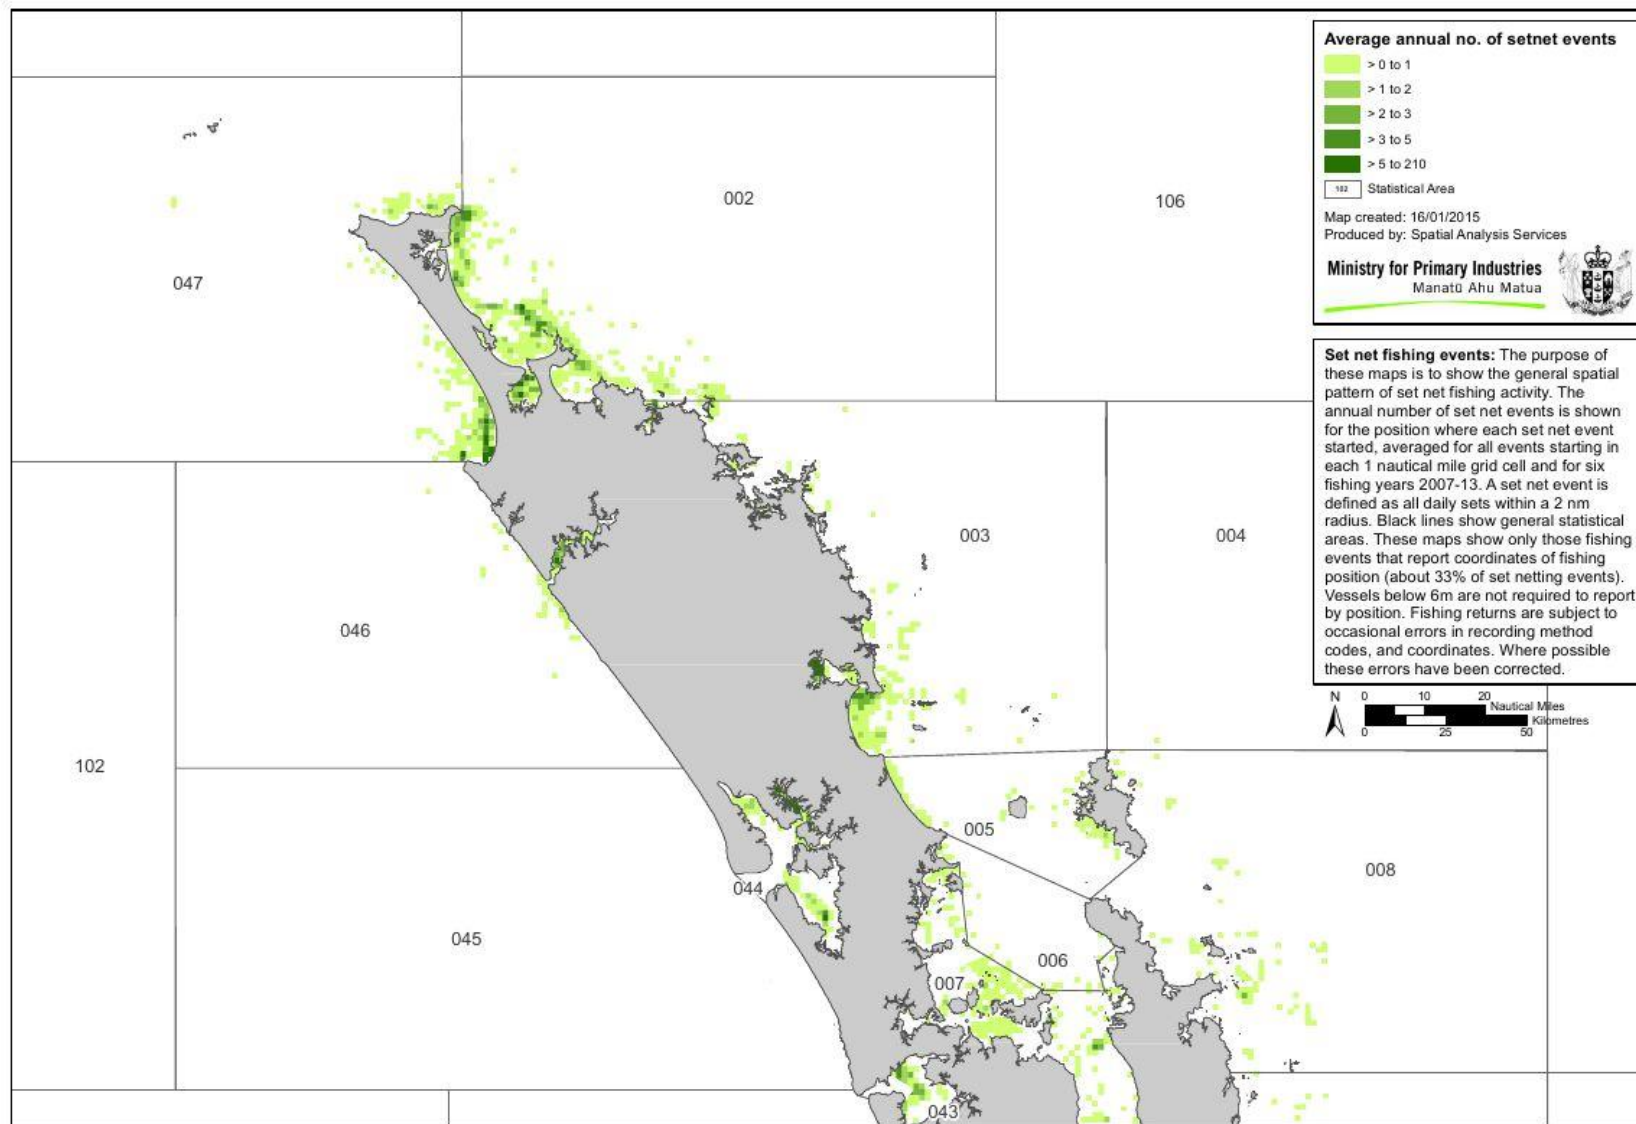 Average annual no. of setnet events
> 0 to 1
> 1 to 2
> 2 to 3
> 3 to 5
> 5 to 210
102 Statistical Area
Map created: 16/01/2015
Produced by: Spatial Analysis Services
Ministry for Primary Industries
Manatū Ahu Matua
Set net fishing events: The purpose of
these maps is to show the general spatial
pattern of set net fishing activity. The
annual number of set net events is shown
for the position where each set net event
started, averaged for all events starting in
each 1 nautical mile grid cell and for six
fishing years 2007-13. A set net event is
defined as all daily sets within a 2 nm
radius. Black lines show general statistical
areas. These maps show only those fishing
events that report coordinates of fishing
position (about 33% of set netting events).
Vessels below 6m are not required to report
by position. Fishing returns are subject to
occasional errors in recording method
codes, and coordinates. Where possible
these errors have been corrected.
N
0 10 20
Nautical Miles
Kilometres
0 25 50
002
106
047
003
004
046
102
005
008
044
045
006
007
043